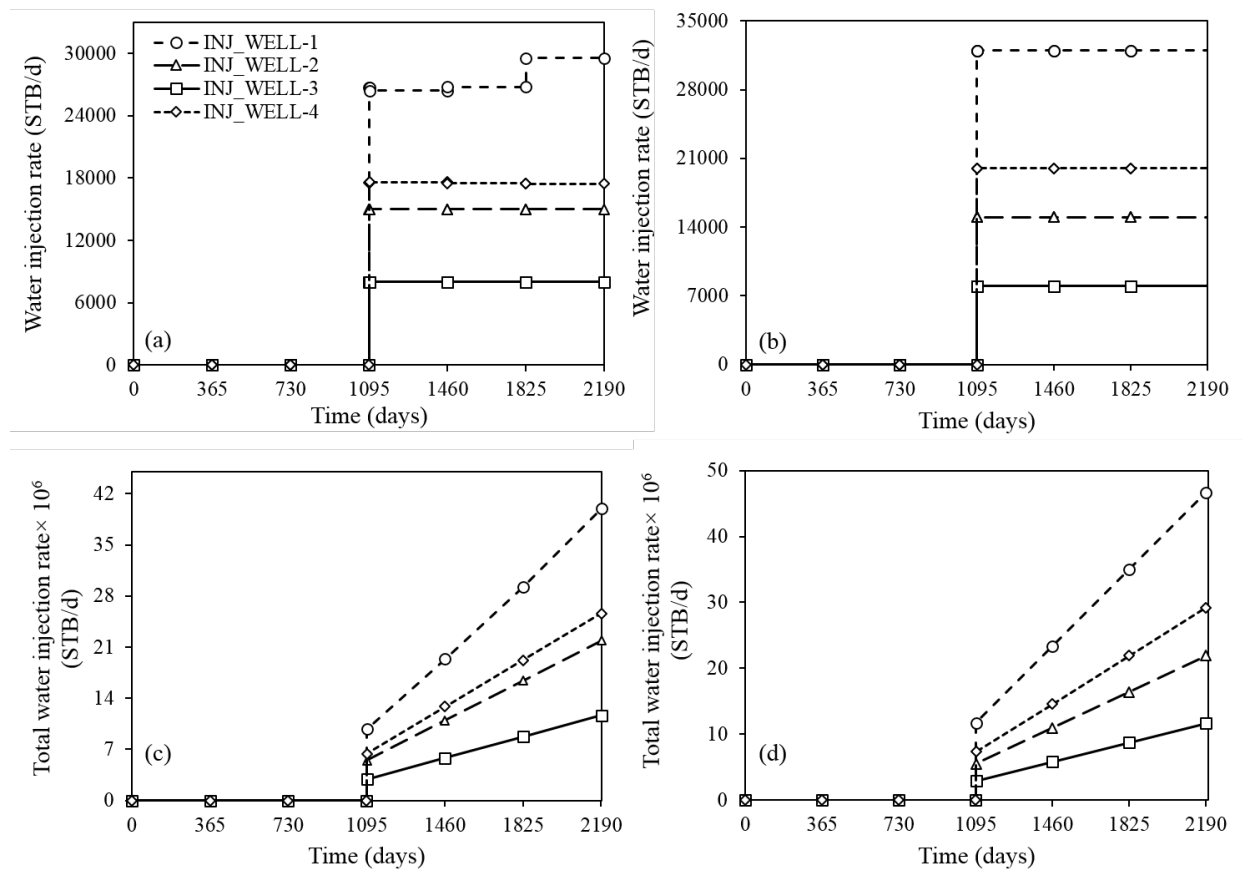 Water injection rate (STB/d)
30000
24000
18000
12000
6000
0
INJ_WELL-1
INJ_WELL-2
INJ_WELL-3
INJ_WELL-4
(a)
0 365 730 1095 1460 1825 2190
Time (days)
Water injection rate (STB/d)
35000
28000
21000
14000
7000
0
(b)
0 365 730 1095 1460 1825 2190
Time (days)
Total water injection rate× 10⁶
(STB/d)
42
35
28
21
14
7
0
(c)
0 365 730 1095 1460 1825 2190
Time (days)
Total water injection rate× 10⁶
(STB/d)
50
40
30
20
10
0
(d)
0 365 730 1095 1460 1825 2190
Time (days)